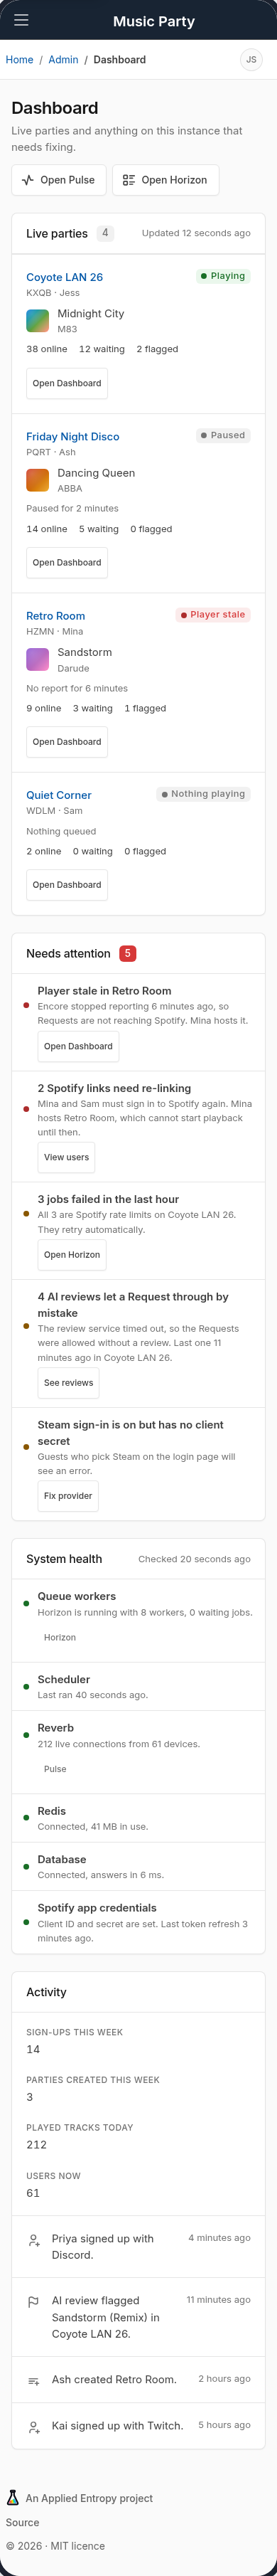 Music Party
Home / Admin / Dashboard
JS
Dashboard
Live parties and anything on this instance that
needs fixing.
Open Pulse
Open Horizon
Live parties 4
Updated 12 seconds ago
Coyote LAN 26
Playing
KXQB · Jess
Midnight City
M83
38 online 12 waiting 2 flagged
Open Dashboard
Friday Night Disco
Paused
PQRT · Ash
Dancing Queen
ABBA
Paused for 2 minutes
14 online 5 waiting 0 flagged
Open Dashboard
Retro Room
Player stale
HZMN · Mina
Sandstorm
Darude
No report for 6 minutes
9 online 3 waiting 1 flagged
Open Dashboard
Quiet Corner
Nothing playing
WDLM · Sam
Nothing queued
2 online 0 waiting 0 flagged
Open Dashboard
Needs attention 5
Player stale in Retro Room
Encore stopped reporting 6 minutes ago, so
Requests are not reaching Spotify. Mina hosts it.
Open Dashboard
2 Spotify links need re-linking
Mina and Sam must sign in to Spotify again. Mina
hosts Retro Room, which cannot start playback
until then.
View users
3 jobs failed in the last hour
All 3 are Spotify rate limits on Coyote LAN 26.
They retry automatically.
Open Horizon
4 AI reviews let a Request through by
mistake
The review service timed out, so the Requests
were allowed without a review. Last one 11
minutes ago in Coyote LAN 26.
See reviews
Steam sign-in is on but has no client
secret
Guests who pick Steam on the login page will
see an error.
Fix provider
System health
Checked 20 seconds ago
Queue workers
Horizon is running with 8 workers, 0 waiting jobs.
Horizon
Scheduler
Last ran 40 seconds ago.
Reverb
212 live connections from 61 devices.
Pulse
Redis
Connected, 41 MB in use.
Database
Connected, answers in 6 ms.
Spotify app credentials
Client ID and secret are set. Last token refresh 3
minutes ago.
Activity
SIGN-UPS THIS WEEK
14
PARTIES CREATED THIS WEEK
3
PLAYED TRACKS TODAY
212
USERS NOW
61
Priya signed up with
Discord.
4 minutes ago
AI review flagged
Sandstorm (Remix) in
Coyote LAN 26.
11 minutes ago
Ash created Retro Room.
2 hours ago
Kai signed up with Twitch.
5 hours ago
An Applied Entropy project
Source
© 2026 · MIT licence